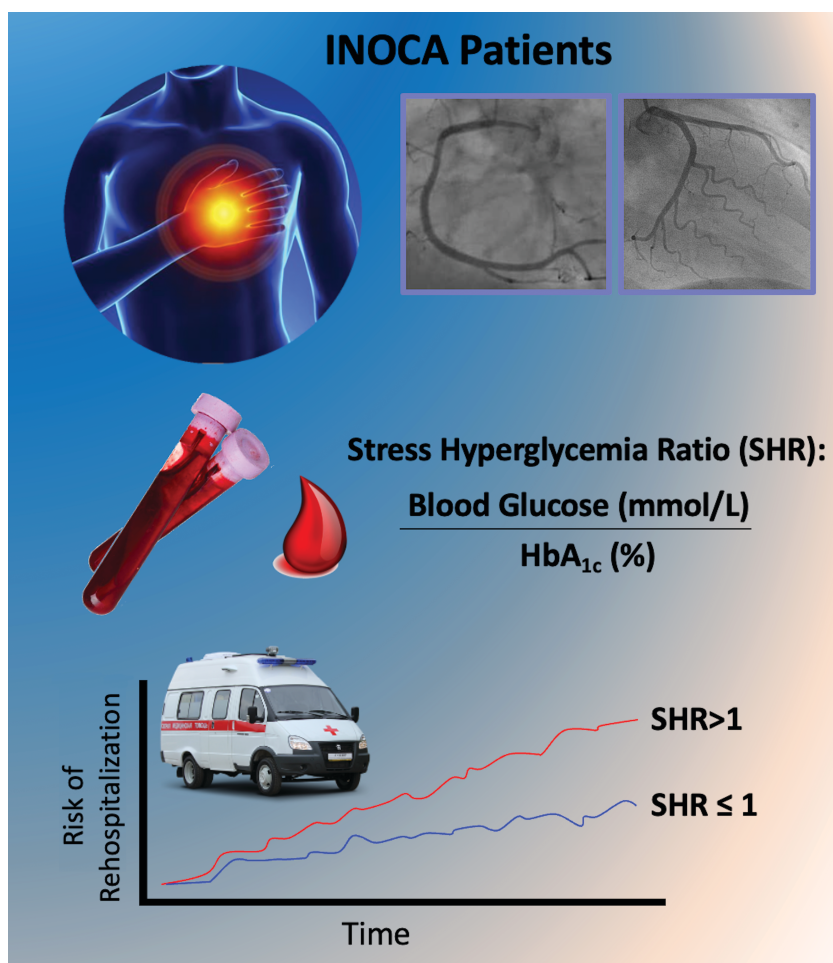 INOCA Patients
Stress Hyperglycemia Ratio (SHR):
Blood Glucose (mmol/L)
HbA1c (%)
Risk of
Rehospitalization
SHR>1
SHR ≤ 1
Time